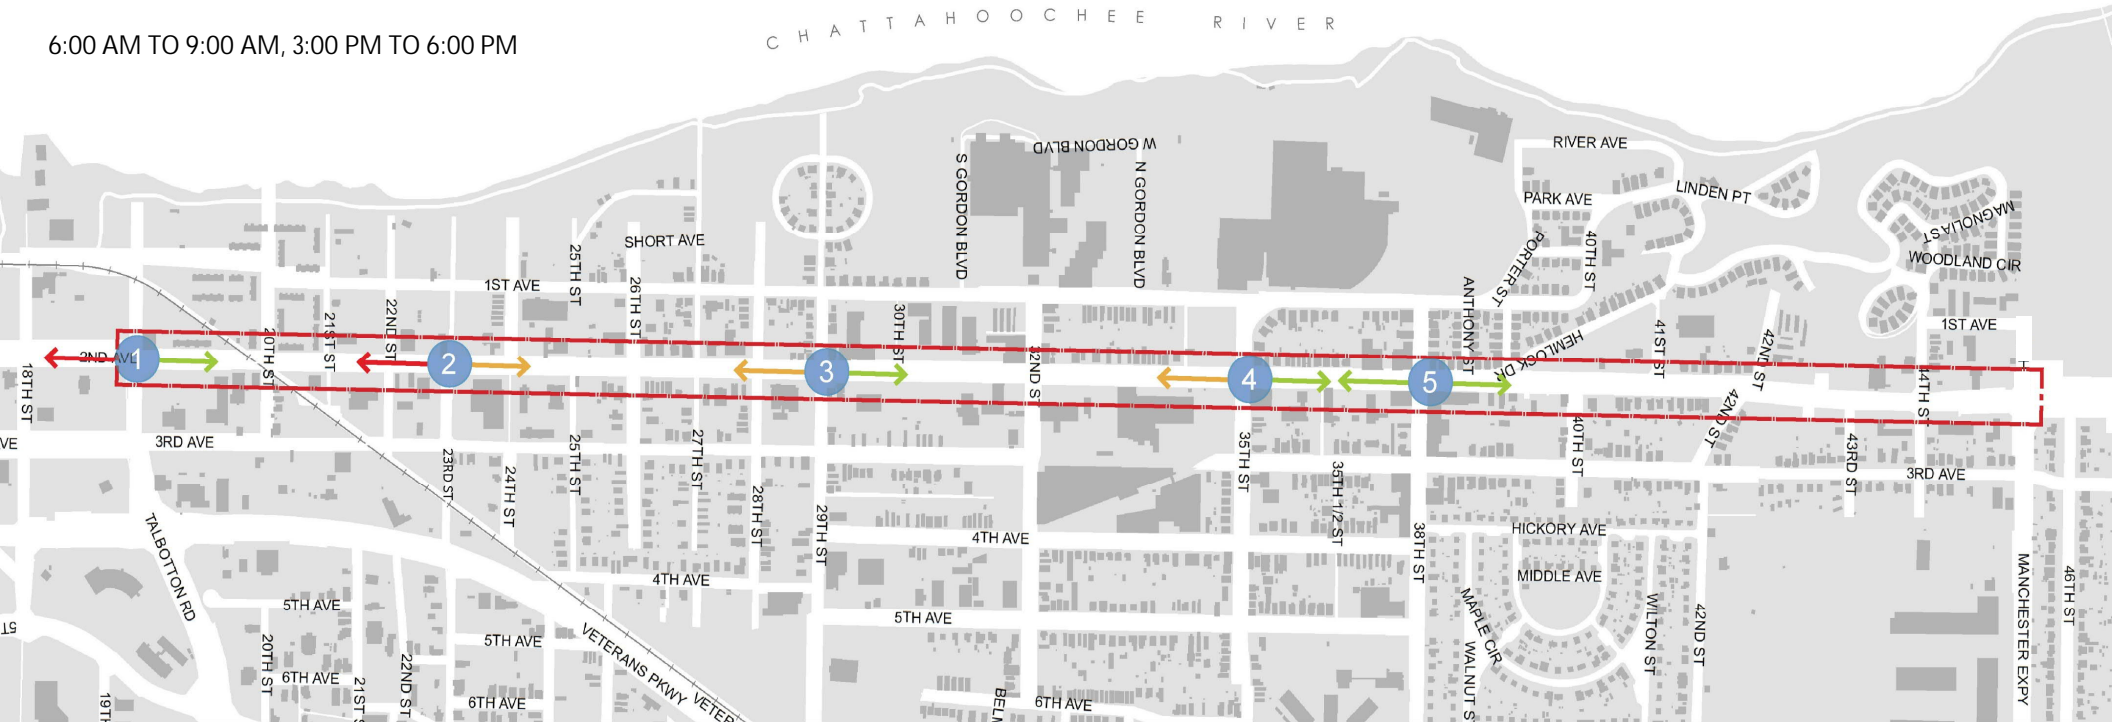 CHATTAHOOCHEE RIVER
6:00 AM TO 9:00 AM, 3:00 PM TO 6:00 PM
RIVER AVE
W GORDON BLVD
S GORDON BLVD
N GORDON BLVD
PARK AVE
LINDEN PT
MAGNOLIA ST
WOODLAND CIR
SHORT AVE
PORTER ST
40TH ST
25TH ST
26TH ST
1ST AVE
ANTHONY ST
22ND ST
21ST ST
20TH ST
30TH ST
HEMLOCK DR
41ST ST
42ND ST
1ST AVE
2ND AVE
1
2
3
4
5
18TH ST
32ND ST
44TH ST
42ND ST
VE
3RD AVE
23RD ST
24TH ST
25TH ST
27TH ST
28TH ST
29TH ST
35TH ST
35TH 1/2 ST
38TH ST
40TH ST
43RD ST
3RD AVE
TALBOTTON RD
4TH AVE
HICKORY AVE
4TH AVE
MIDDLE AVE
MANCHESTER EXPY
46TH ST
5TH AVE
5TH AVE
5TH AVE
MAPLE CIR
WILTON ST
42ND ST
VETERANS PKWY
WALNUT S
20TH ST
6TH AVE
21ST S
22ND ST
6TH AVE
19TH
VETER
BELM
6TH AVE